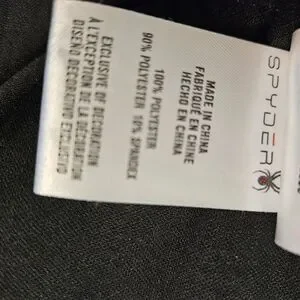 SPYDER
MADE IN CHINA
FABRIQUÉ EN CHINE
HECHO EN CHINA
100% POLYESTER
90% POLYESTER 10% SPANDEX
EXCLUSIVE OF DECORATION
À L'EXCEPTION DE LA DÉCORATION
DISEÑO DECORATIVO EXCLUSIVO